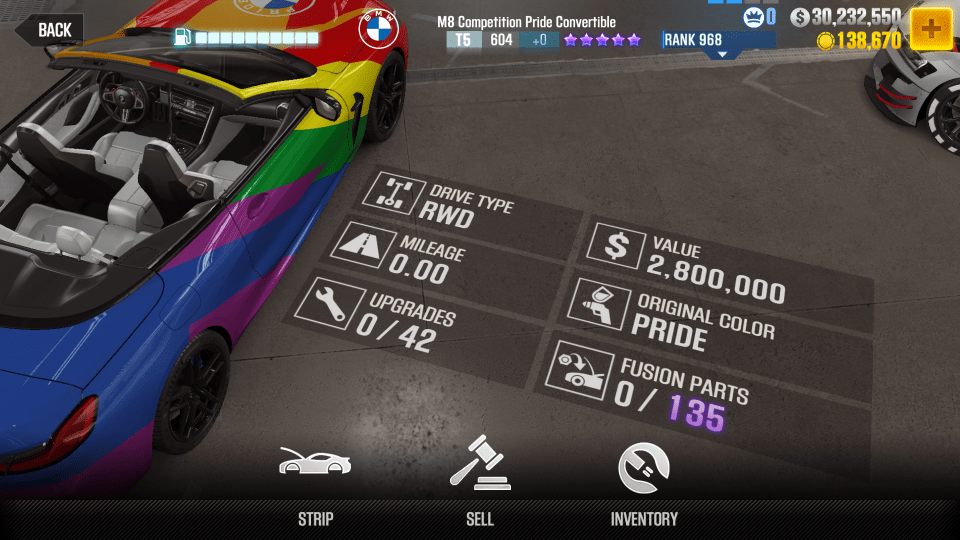 BACK
BMW
M8 Competition Pride Convertible
T5 604 +0
RANK 968
0
$ 30,232,550
138,670
DRIVE TYPE
RWD
MILEAGE
0.00
UPGRADES
0 / 42
$
VALUE
2,800,000
ORIGINAL COLOR
PRIDE
FUSION PARTS
0 / 135
STRIP
SELL
INVENTORY